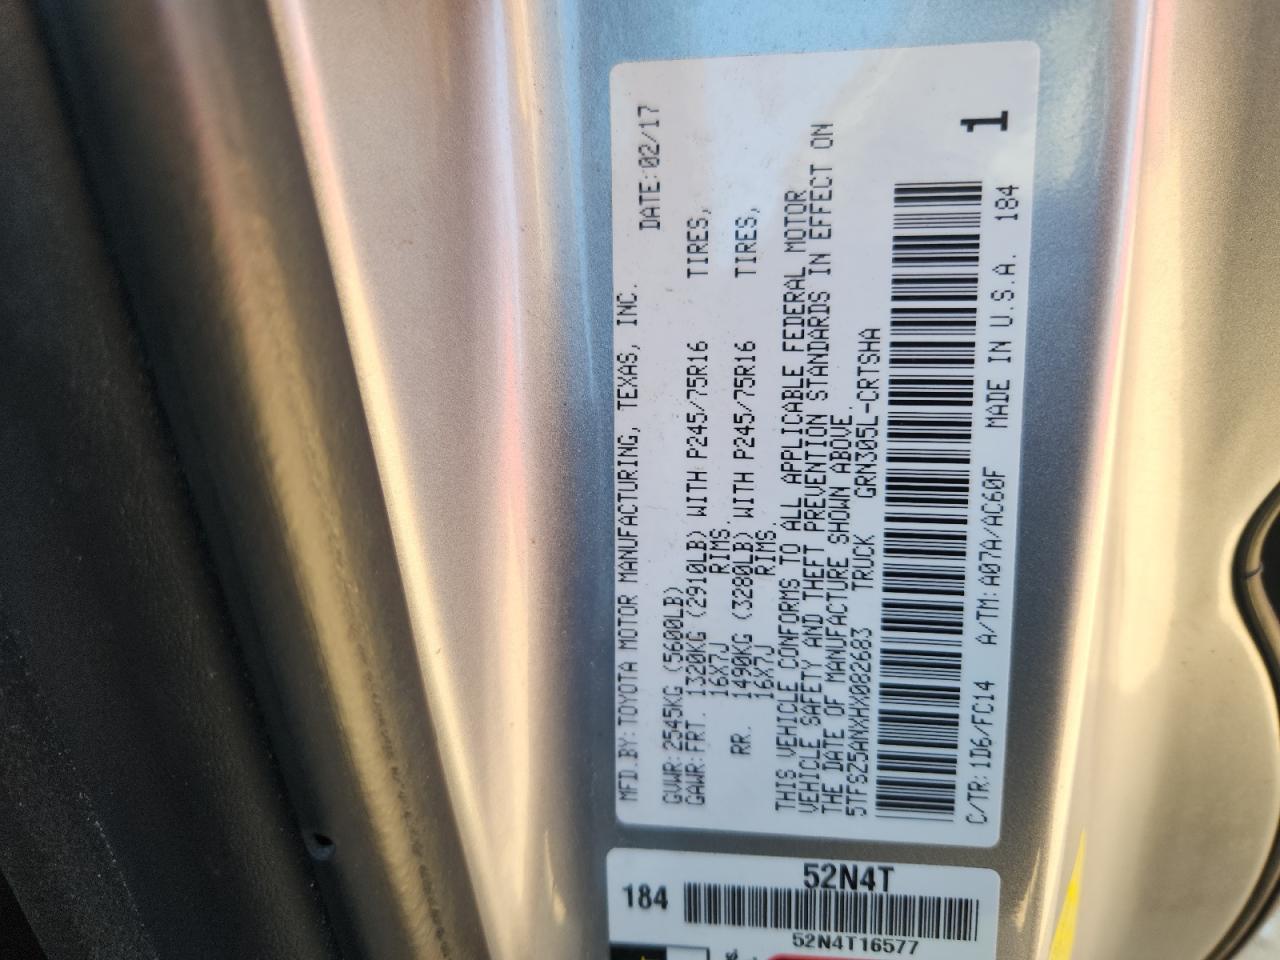 MFD.BY:TOYOTA MOTOR MANUFACTURING, TEXAS, INC. DATE:02/17
GVWR:2545KG (5600LB)
GAWR:FRT. 1320KG (2910LB) WITH P245/75R16 TIRES,
16X7J RIMS.
RR. 1490KG (3280LB) WITH P245/75R16 TIRES,
16X7J RIMS.
THIS VEHICLE CONFORMS TO ALL APPLICABLE FEDERAL MOTOR
VEHICLE SAFETY AND THEFT PREVENTION STANDARDS IN EFFECT ON
THE DATE OF MANUFACTURE SHOWN ABOVE.
5TFSZ5ANXHX082683 TRUCK GRN305L-CRTSHA
C/TR:1D6/FC14 A/TM:A07A/AC60F MADE IN U.S.A. 184
1
52N4T
184
52N4T16577